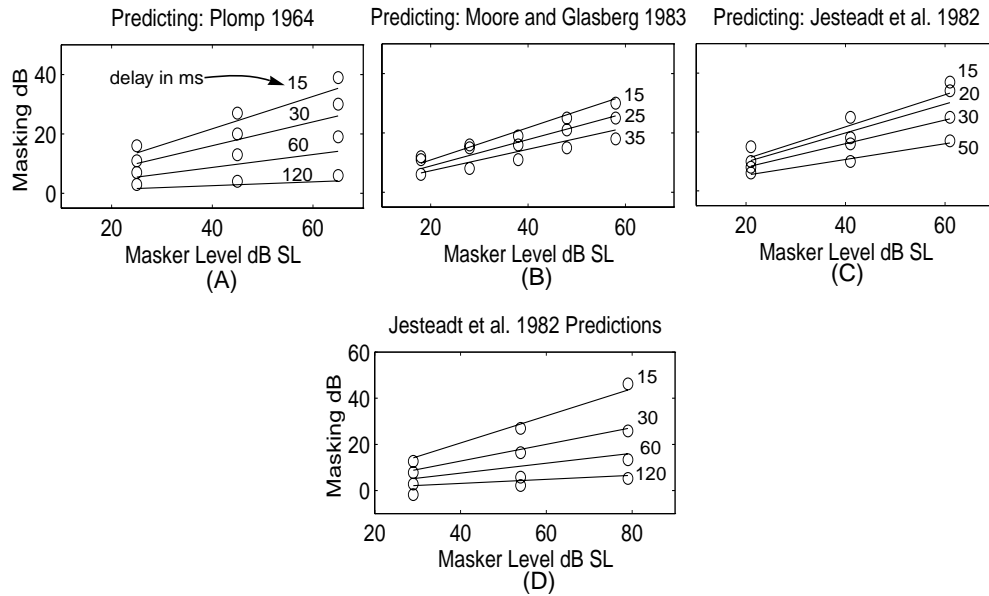 Predicting: Plomp 1964
Predicting: Moore and Glasberg 1983
Predicting: Jesteadt et al. 1982
Masking dB
40
20
0
delay in ms
15
30
60
120
20
40
60
Masker Level dB SL
(A)
15
25
35
20
40
60
Masker Level dB SL
(B)
15
20
30
50
20
40
60
Masker Level dB SL
(C)
Jesteadt et al. 1982 Predictions
Masking dB
60
40
20
0
15
30
60
120
20
40
60
80
Masker Level dB SL
(D)